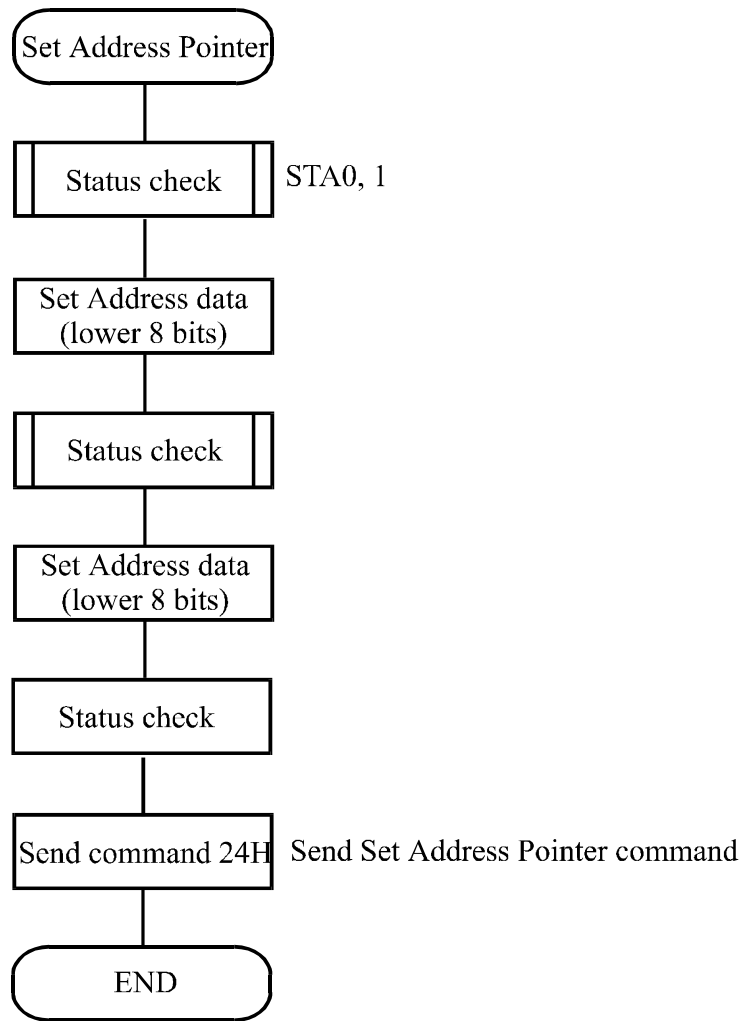 Set Address Pointer
Status check
STA0, 1
Set Address data
(lower 8 bits)
Status check
Set Address data
(lower 8 bits)
Status check
Send command 24H
Send Set Address Pointer command
END